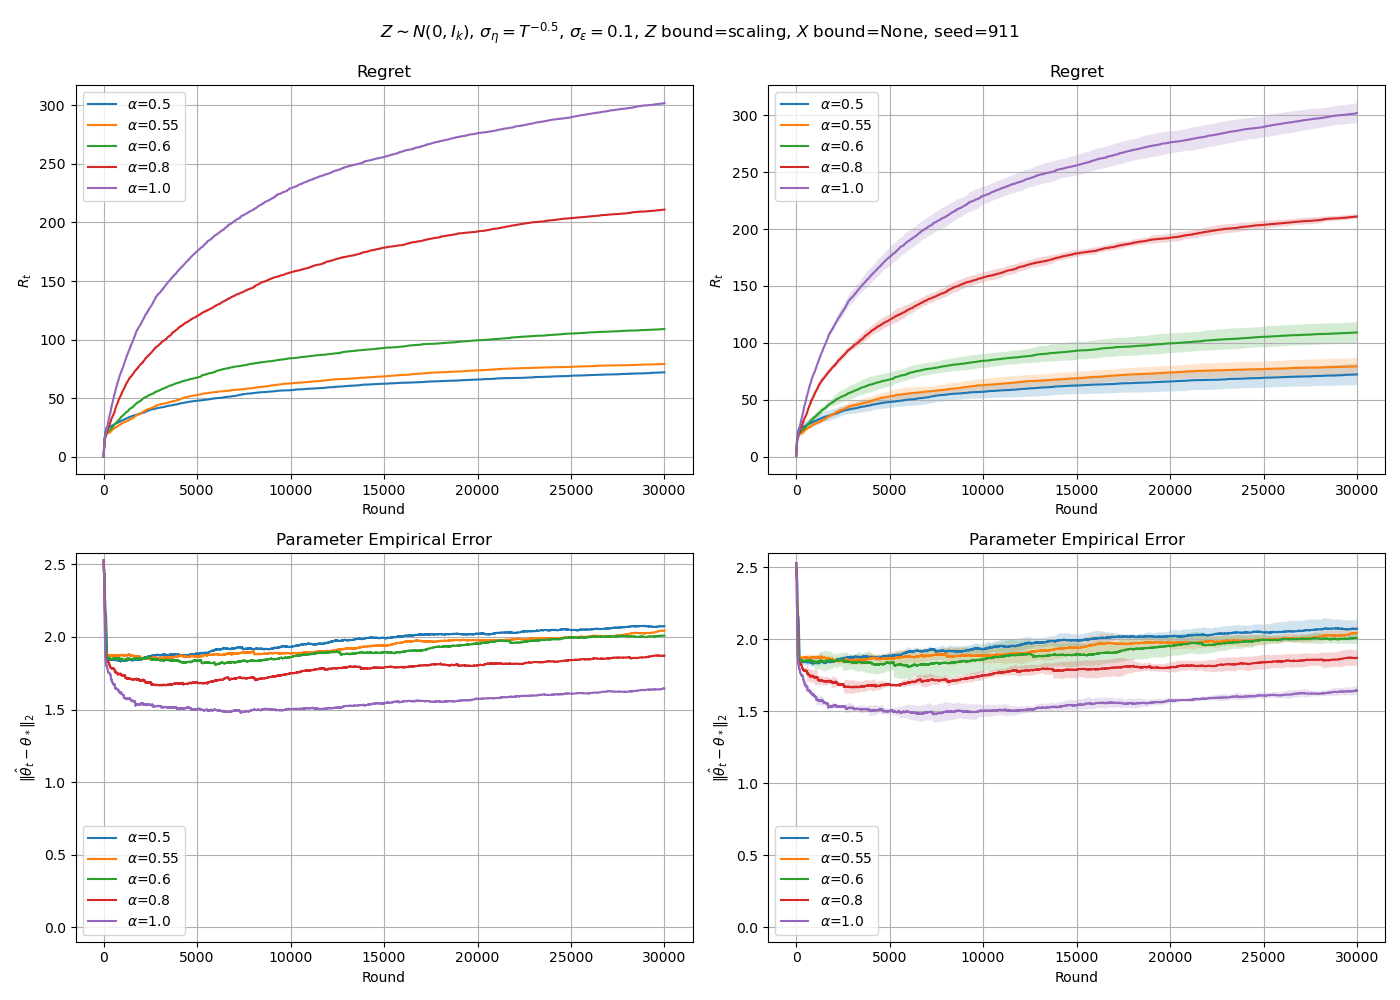 Z ∼ N(0, I_k), σ_η = T^{−0.5}, σ_ε = 0.1, Z bound=scaling, X bound=None, seed=911
Regret
α=0.5
α=0.55
α=0.6
α=0.8
α=1.0
300
250
200
150
100
50
0
R_t
0 5000 10000 15000 20000 25000 30000
Round
Regret
α=0.5
α=0.55
α=0.6
α=0.8
α=1.0
300
250
200
150
100
50
0
R_t
0 5000 10000 15000 20000 25000 30000
Round
Parameter Empirical Error
2.5
2.0
1.5
1.0
0.5
0.0
‖θ̂_t − θ_*‖_2
α=0.5
α=0.55
α=0.6
α=0.8
α=1.0
0 5000 10000 15000 20000 25000 30000
Round
Parameter Empirical Error
2.5
2.0
1.5
1.0
0.5
0.0
‖θ̂_t − θ_*‖_2
α=0.5
α=0.55
α=0.6
α=0.8
α=1.0
0 5000 10000 15000 20000 25000 30000
Round